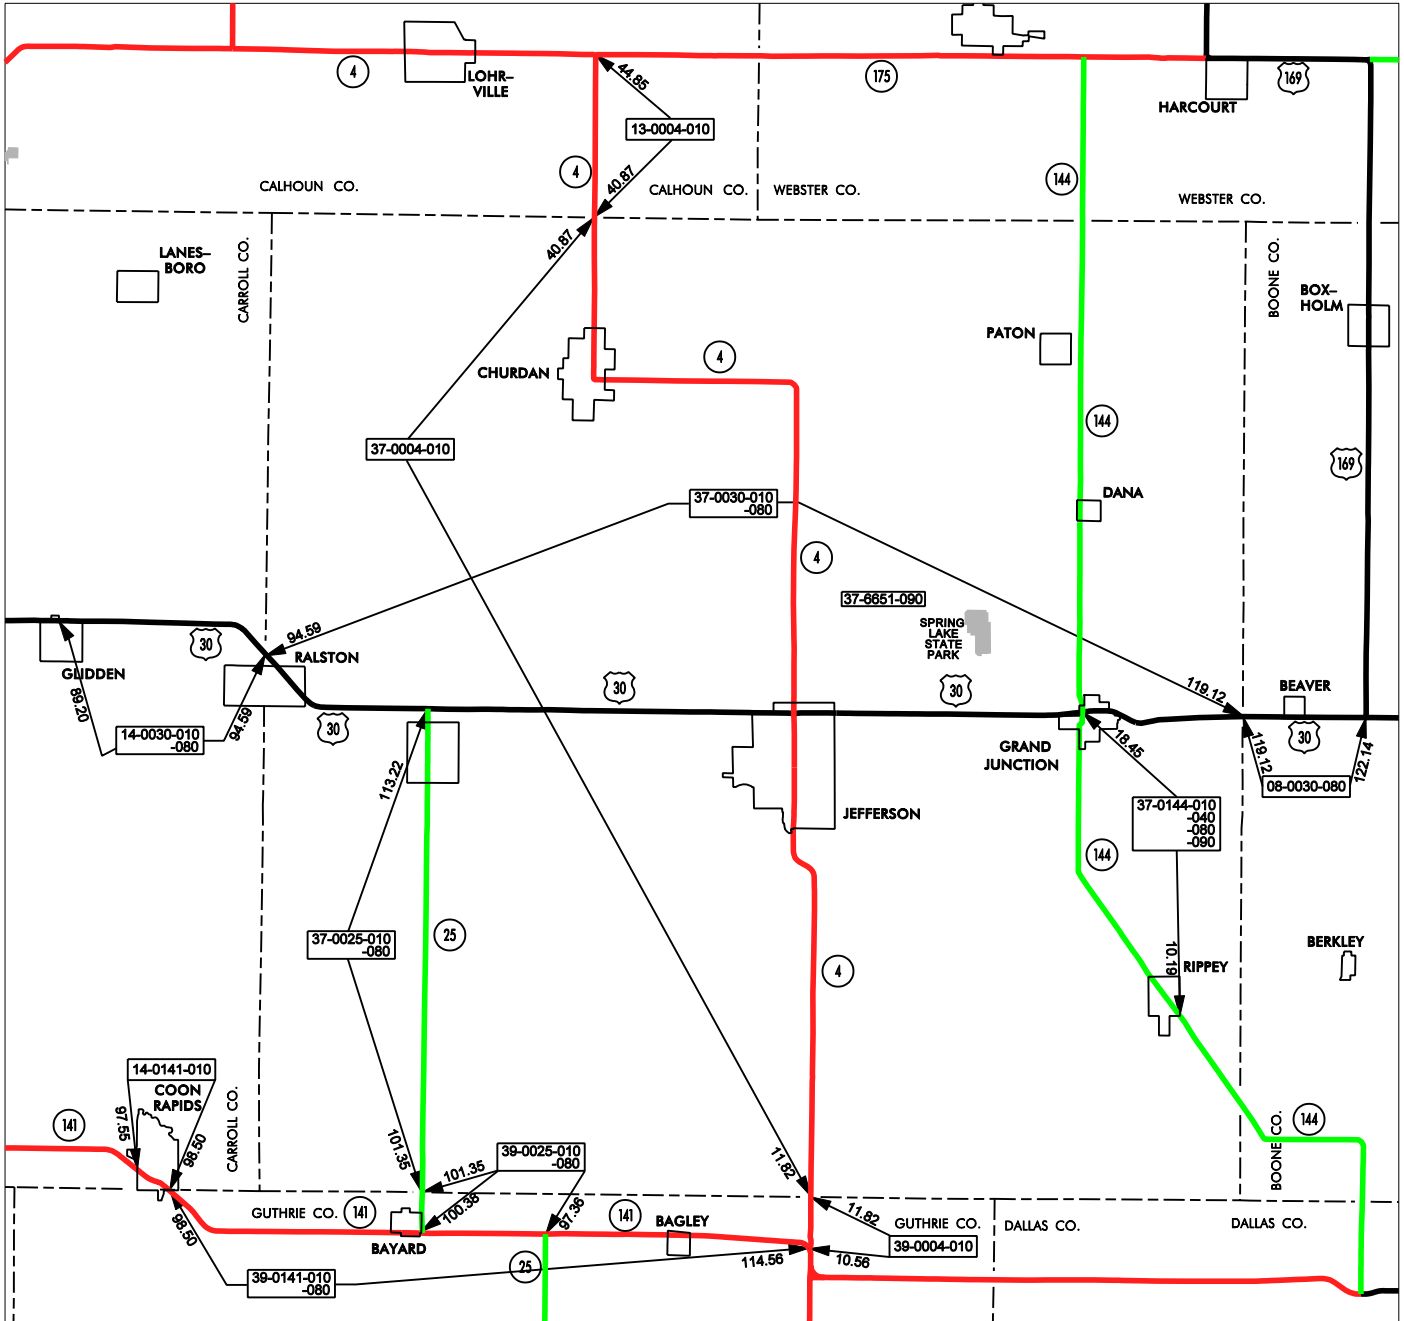 4
LOHR–
VILLE
44.85
175
169
HARCOURT
13-0004-010
4
40.87
144
CALHOUN CO.
CALHOUN CO.
WEBSTER CO.
WEBSTER CO.
40.87
LANES–
BORO
CARROLL CO.
BOONE CO.
BOX–
HOLM
PATON
4
CHURDAN
144
37-0004-010
169
37-0030-010
-080
DANA
4
37-6651-090
SPRING
LAKE
STATE
PARK
94.59
30
RALSTON
GLIDDEN
30
30
119.12
BEAVER
89.20
14-0030-010
-080
94.59
30
30
18.45
GRAND
JUNCTION
119.12
122.14
113.22
08-0030-080
JEFFERSON
37-0144-010
-040
-080
-090
144
37-0025-010
-080
25
4
10.19
RIPPEY
BERKLEY
14-0141-010
COON
RAPIDS
97.55
98.50
CARROLL CO.
141
144
BOONE CO.
39-0025-010
-080
101.35
101.35
100.38
97.36
11.82
GUTHRIE CO.
141
141
BAGLEY
11.82
GUTHRIE CO.
DALLAS CO.
DALLAS CO.
98.50
BAYARD
39-0004-010
114.56
10.56
25
39-0141-010
-080